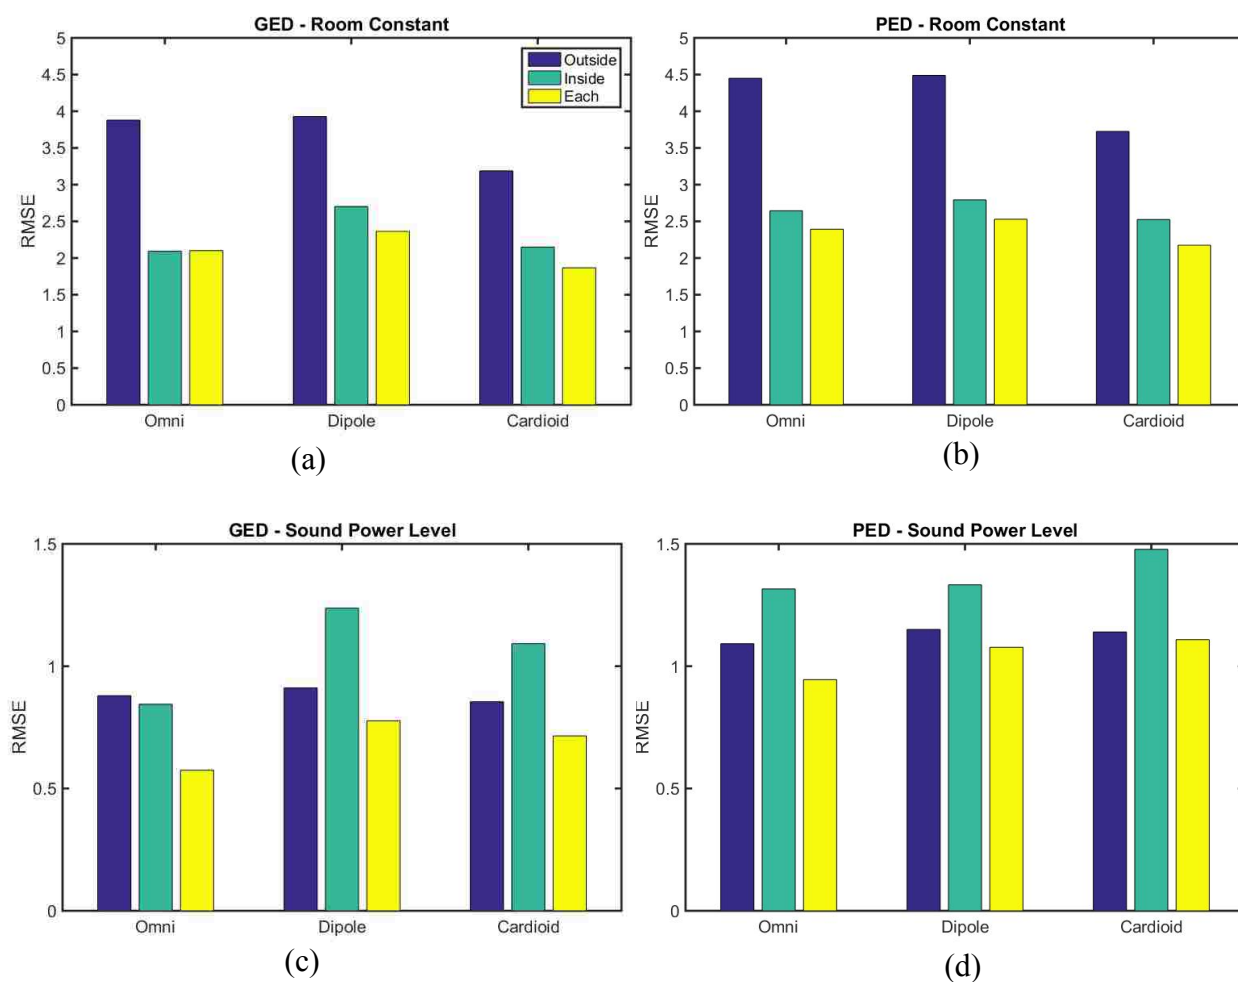 GED - Room Constant
5
4.5
4
3.5
3
2.5
2
1.5
1
0.5
0
RMSE
Outside
Inside
Each
Omni Dipole Cardioid
(a)
PED - Room Constant
5
4.5
4
3.5
3
2.5
2
1.5
1
0.5
0
RMSE
Omni Dipole Cardioid
(b)
GED - Sound Power Level
1.5
1
0.5
0
RMSE
Omni Dipole Cardioid
(c)
PED - Sound Power Level
1.5
1
0.5
0
RMSE
Omni Dipole Cardioid
(d)